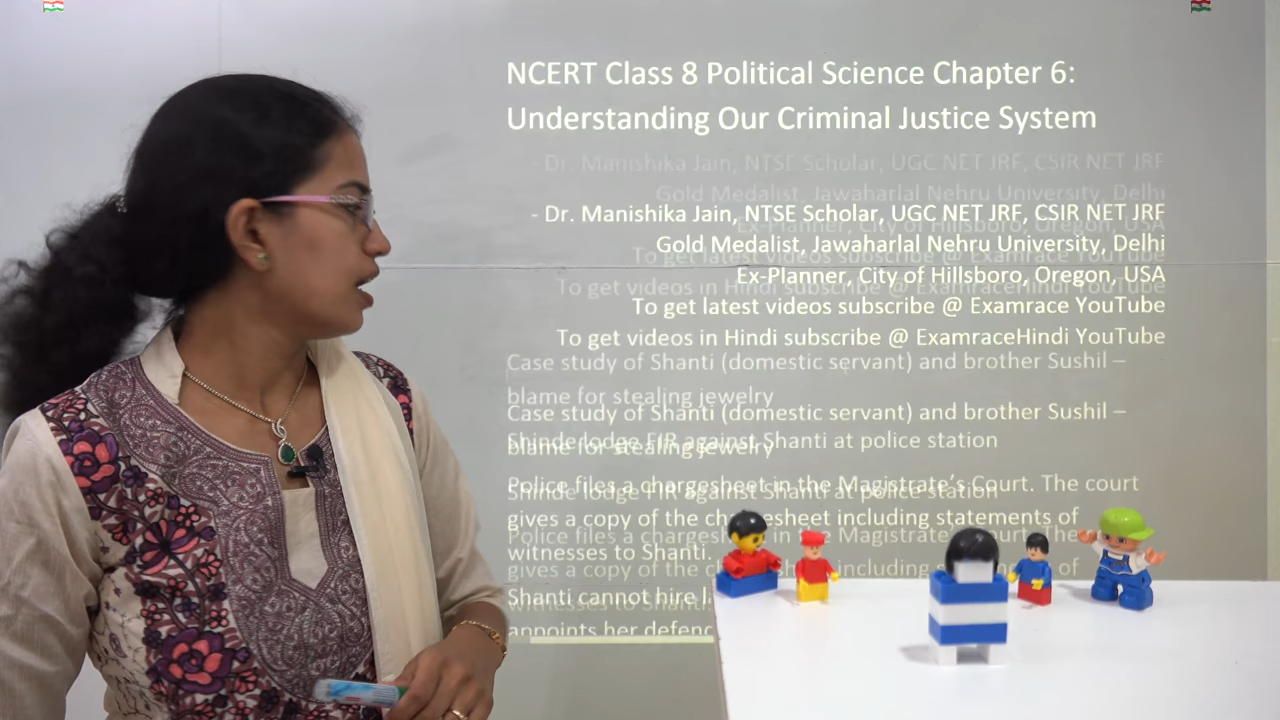 NCERT Class 8 Political Science Chapter 6:
Understanding Our Criminal Justice System
- Dr. Manishika Jain, NTSE Scholar, UGC NET JRF, CSIR NET JRF
Gold Medalist, Jawaharlal Nehru University, Delhi
Ex-Planner, City of Hillsboro, Oregon, USA
To get latest videos subscribe @ Examrace YouTube
To get videos in Hindi subscribe @ ExamraceHindi YouTube
Case study of Shanti (domestic servant) and brother Sushil –
blame for stealing jewelry
Shinde lodge FIR against Shanti at police station
Police files a chargesheet in the Magistrate's Court. The court
gives a copy of the chargesheet including statements of
witnesses to Shanti.
Shanti cannot hire
appoints her